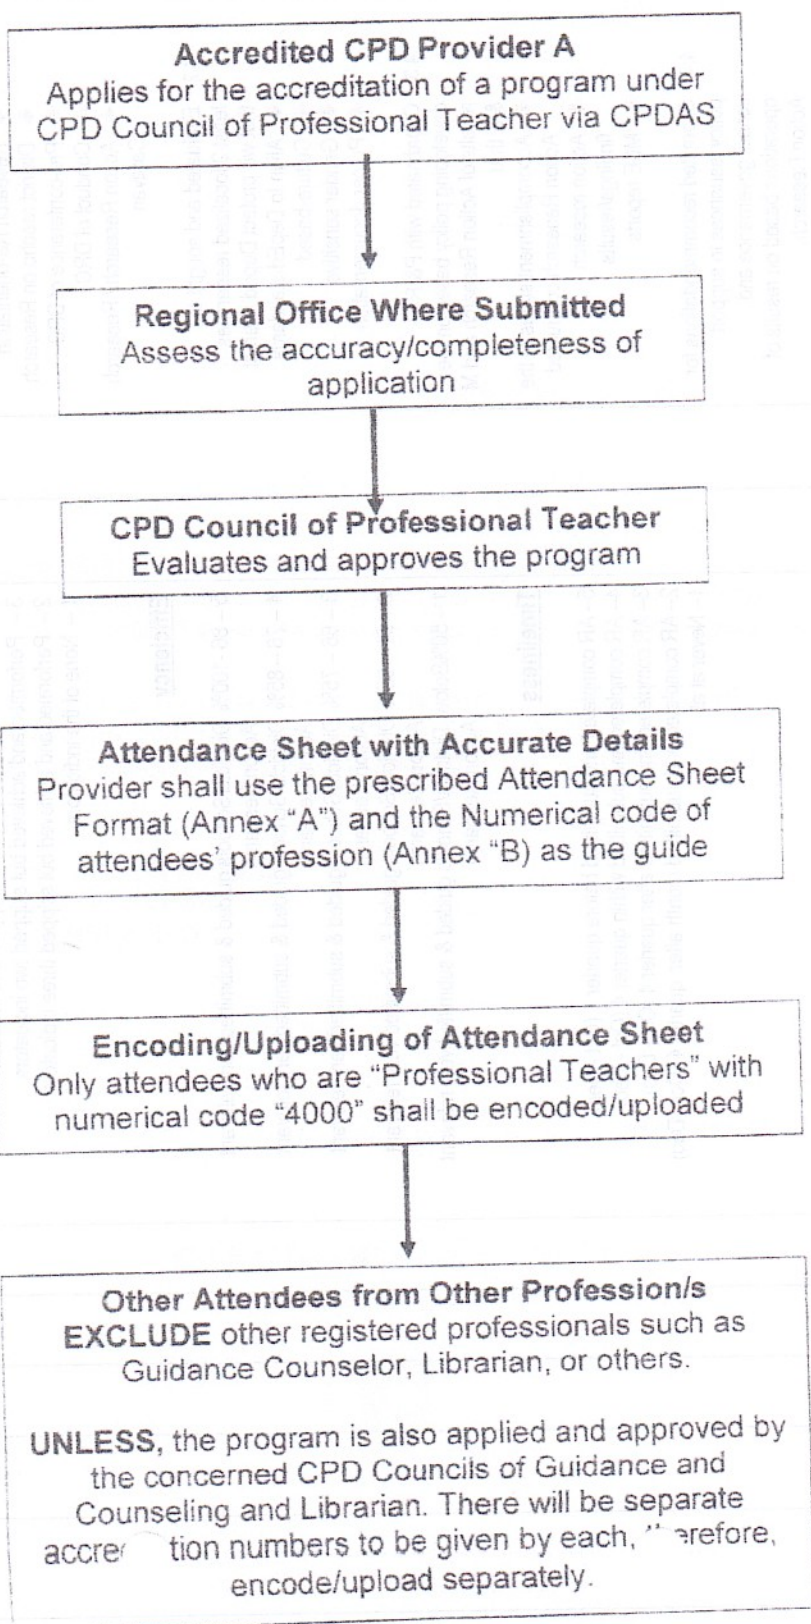 Accredited CPD Provider A
Applies for the accreditation of a program under
CPD Council of Professional Teacher via CPDAS
Regional Office Where Submitted
Assess the accuracy/completeness of
application
CPD Council of Professional Teacher
Evaluates and approves the program
Attendance Sheet with Accurate Details
Provider shall use the prescribed Attendance Sheet
Format (Annex “A”) and the Numerical code of
attendees’ profession (Annex “B) as the guide
Encoding/Uploading of Attendance Sheet
Only attendees who are “Professional Teachers” with
numerical code “4000” shall be encoded/uploaded
Other Attendees from Other Profession/s
EXCLUDE other registered professionals such as
Guidance Counselor, Librarian, or others.
UNLESS, the program is also applied and approved by
the concerned CPD Councils of Guidance and
Counseling and Librarian. There will be separate
numbers to be given by each,
encode/upload separately.